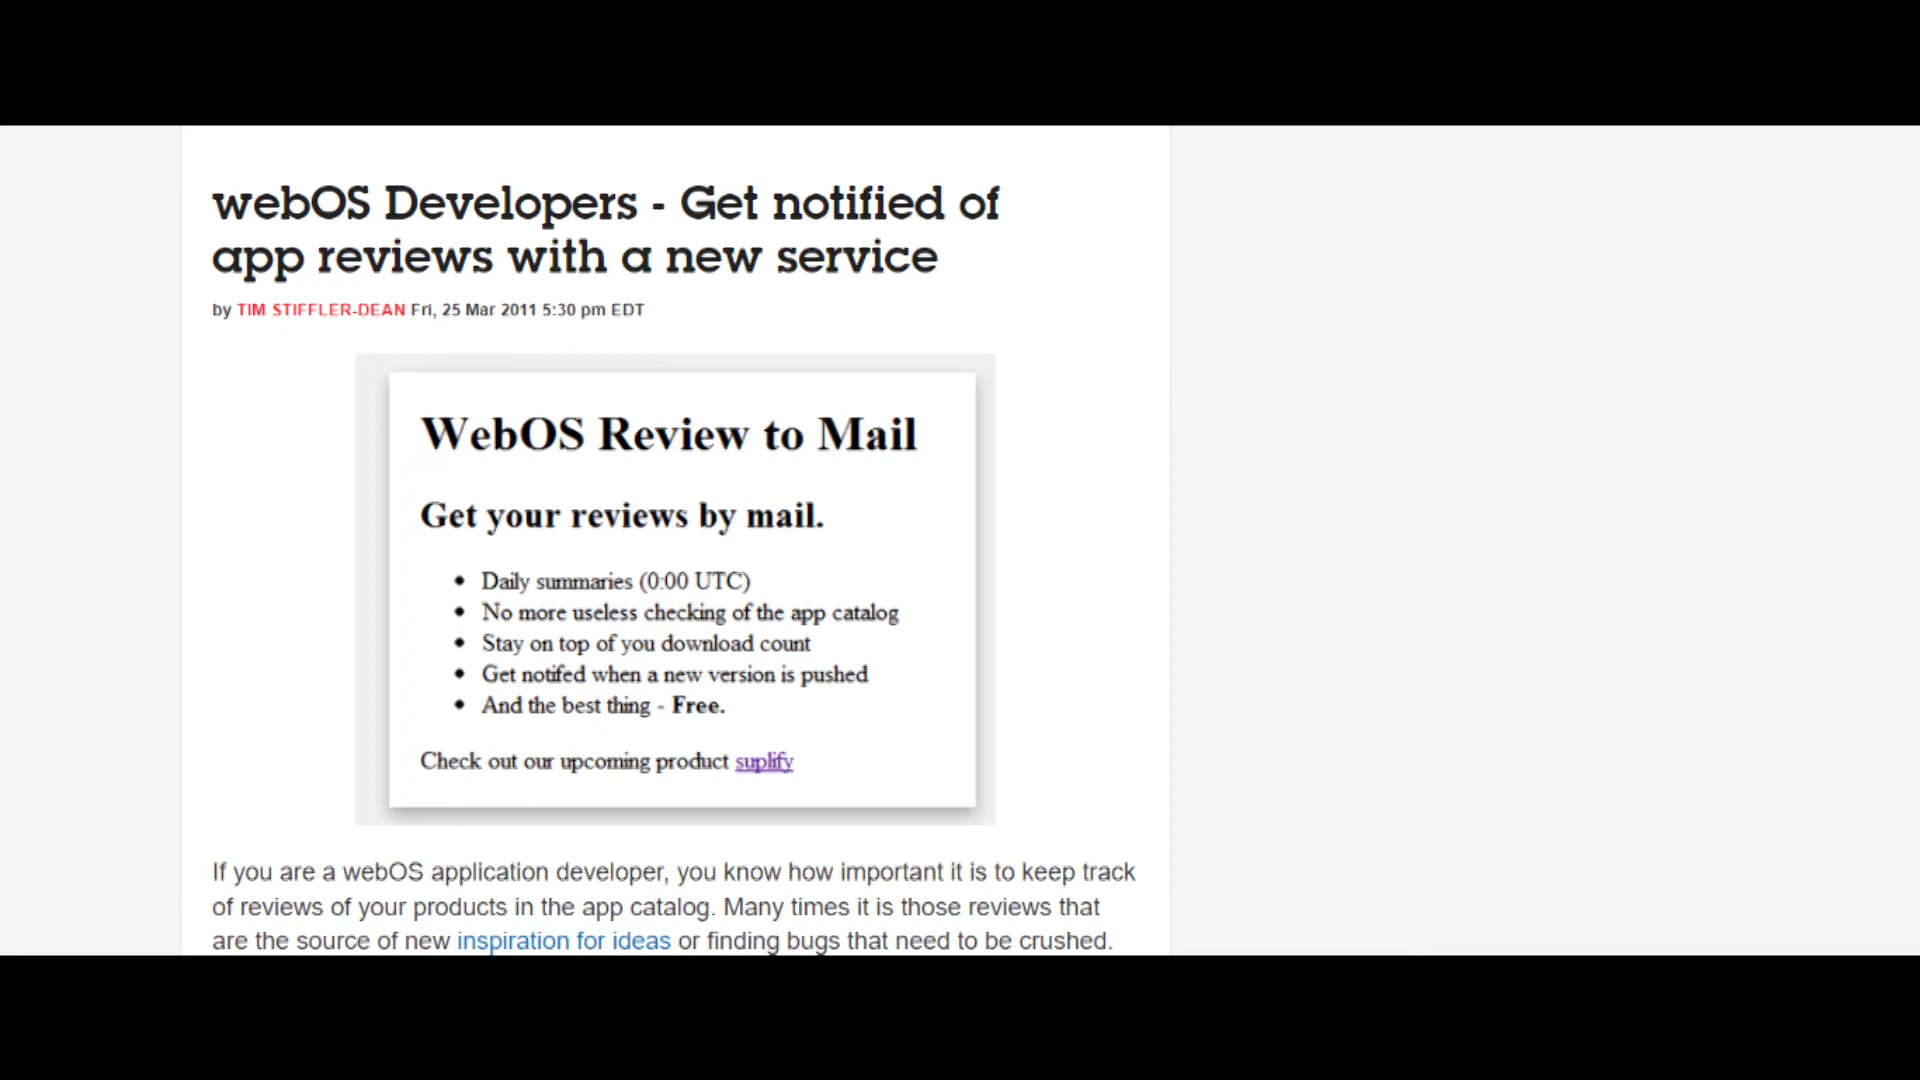 webOS Developers - Get notified of
app reviews with a new service
by TIM STIFFLER-DEAN Fri, 25 Mar 2011 5:30 pm EDT
WebOS Review to Mail
Get your reviews by mail.
• Daily summaries (0:00 UTC)
• No more useless checking of the app catalog
• Stay on top of you download count
• Get notifed when a new version is pushed
• And the best thing - Free.
Check out our upcoming product suplify
If you are a webOS application developer, you know how important it is to keep track
of reviews of your products in the app catalog. Many times it is those reviews that
are the source of new inspiration for ideas or finding bugs that need to be crushed.